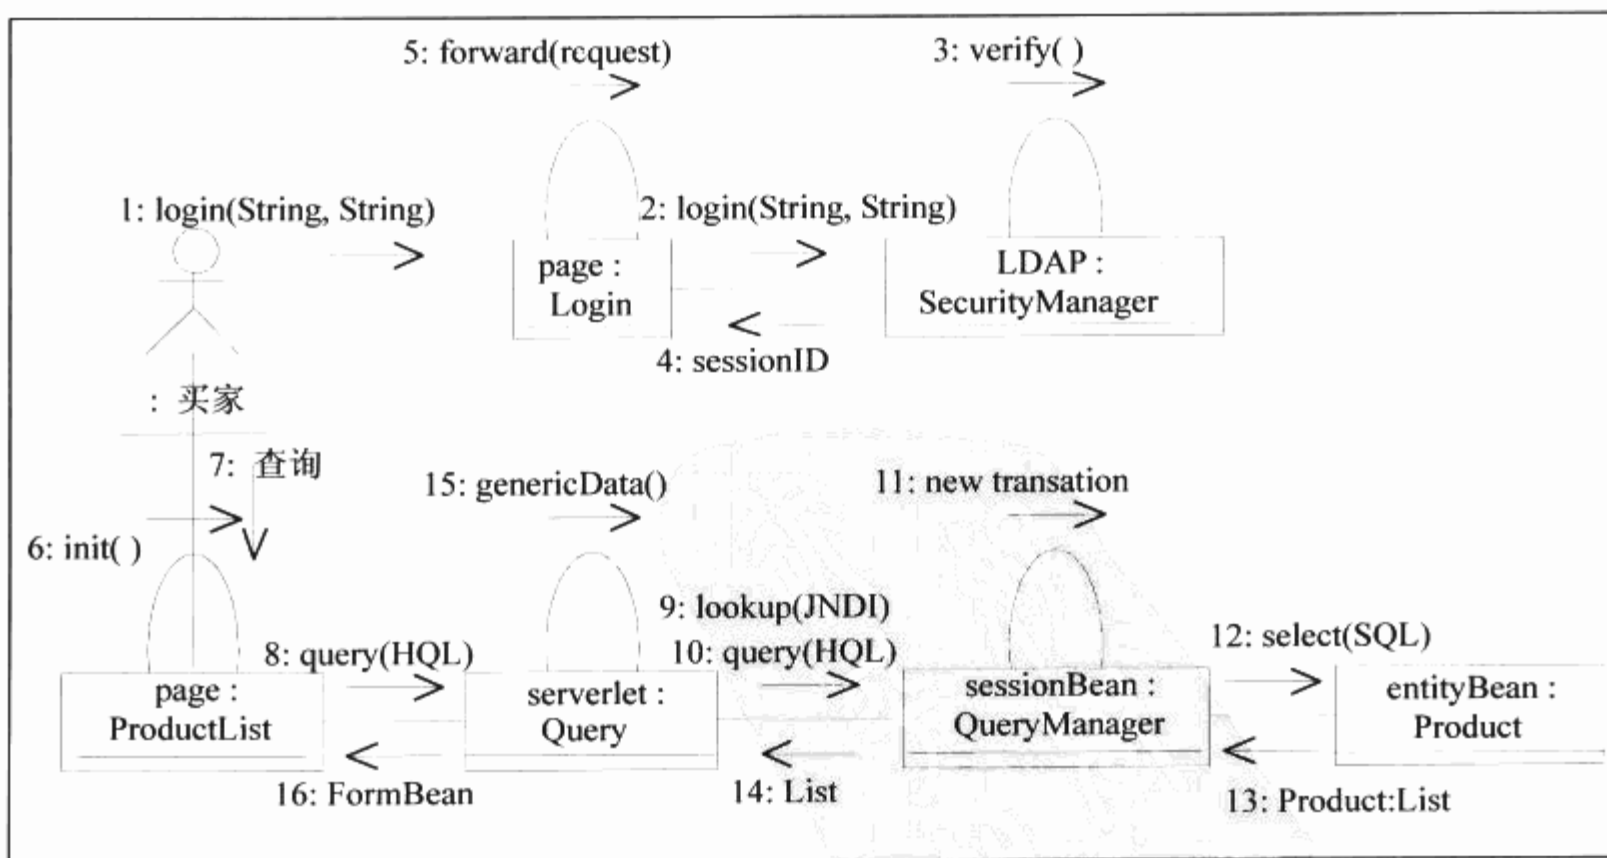 5: forward(request)
3: verify( )
1: login(String, String)
2: login(String, String)
page :
Login
LDAP :
SecurityManager
4: sessionID
: 买家
7: 查询
15: genericData()
11: new transation
6: init( )
9: lookup(JNDI)
8: query(HQL)
10: query(HQL)
12: select(SQL)
page :
ProductList
serverlet :
Query
sessionBean :
QueryManager
entityBean :
Product
16: FormBean
14: List
13: Product:List